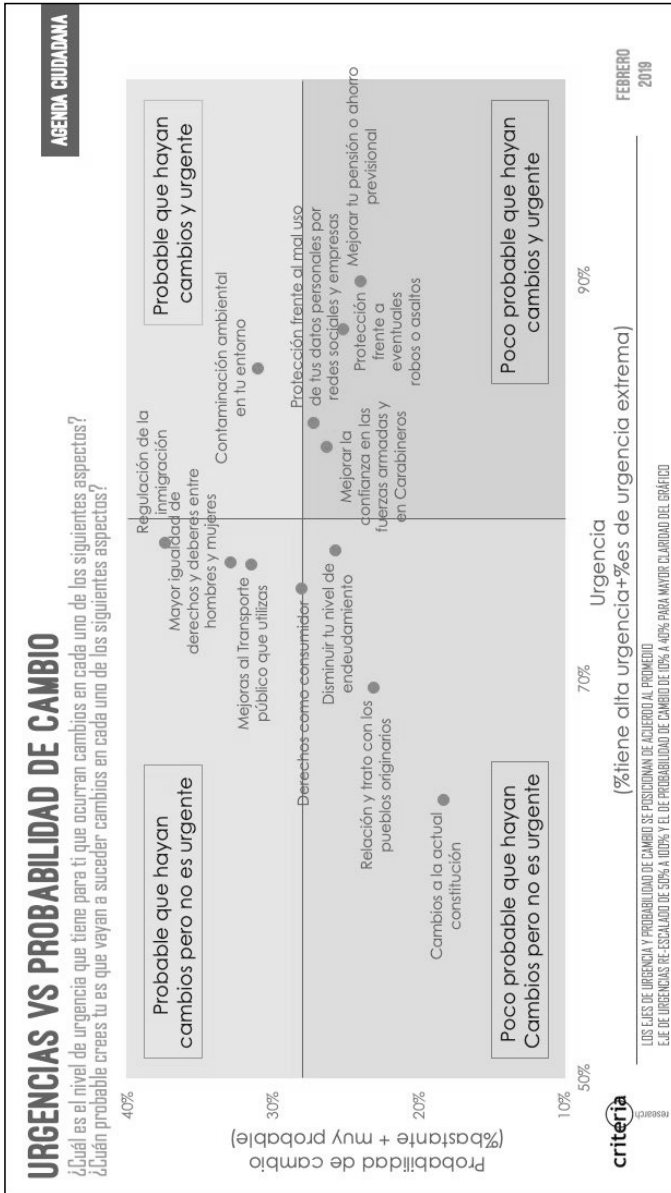 URGENCIAS VS PROBABILIDAD DE CAMBIO
AGENDA CIUDADANA
¿Cuál es el nivel de urgencia que tiene para ti que ocurran cambios en cada uno de los siguientes aspectos?
¿Cuán probable crees tu es que vayan a suceder cambios en cada uno de los siguientes aspectos?
Probabilidad de cambio
(%bastante + muy probable)
40%
30%
20%
10%
Probable que hayan
cambios pero no es urgente
Probable que hayan
cambios y urgente
Regulación de la
inmigración
Mayor igualdad de
derechos y deberes entre
hombres y mujeres
Mejoras al Transporte
público que utilizas
Contaminación ambiental
en tu entorno
Derechos como consumidor
Protección frente al mal uso
de tus datos personales por
redes sociales y empresas
Disminuir tu nivel de
endeudamiento
Mejorar la
confianza en las
fuerzas armadas y
en Carabineros
Protección
frente a
eventuales
robos o asaltos
Mejorar tu pensión o ahorro
previsional
Relación y trato con los
pueblos originarios
Cambios a la actual
constitución
Poco probable que hayan
Cambios pero no es urgente
Poco probable que hayan
cambios y urgente
50%
70%
90%
Urgencia
(%tiene alta urgencia+%es de urgencia extrema)
criteria
research
LOS EJES DE URGENCIA Y PROBABILIDAD DE CAMBIO SE POSICIONAN DE ACUERDO AL PROMEDIO
EJE DE URGENCIAS RE-ESCALADO DE 50% A 100% Y EL DE PROBABILIDAD DE CAMBIO DE 10% A 40% PARA MAYOR CLARIDAD DEL GRÁFICO
FEBRERO
2019